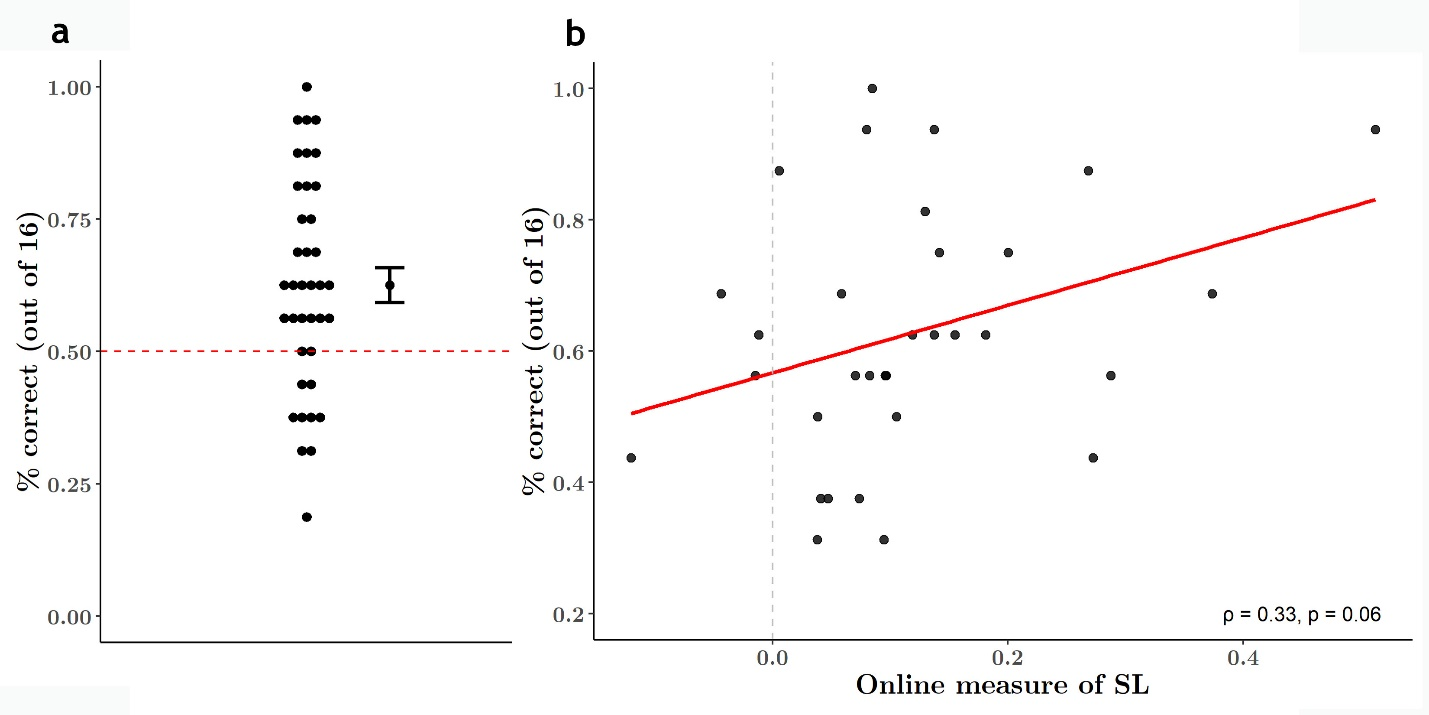 a
b
% correct (out of 16)
1.00
0.75
0.50
0.25
0.00
% correct (out of 16)
1.0
0.8
0.6
0.4
0.2
ρ = 0.33, p = 0.06
0.0
0.2
0.4
Online measure of SL